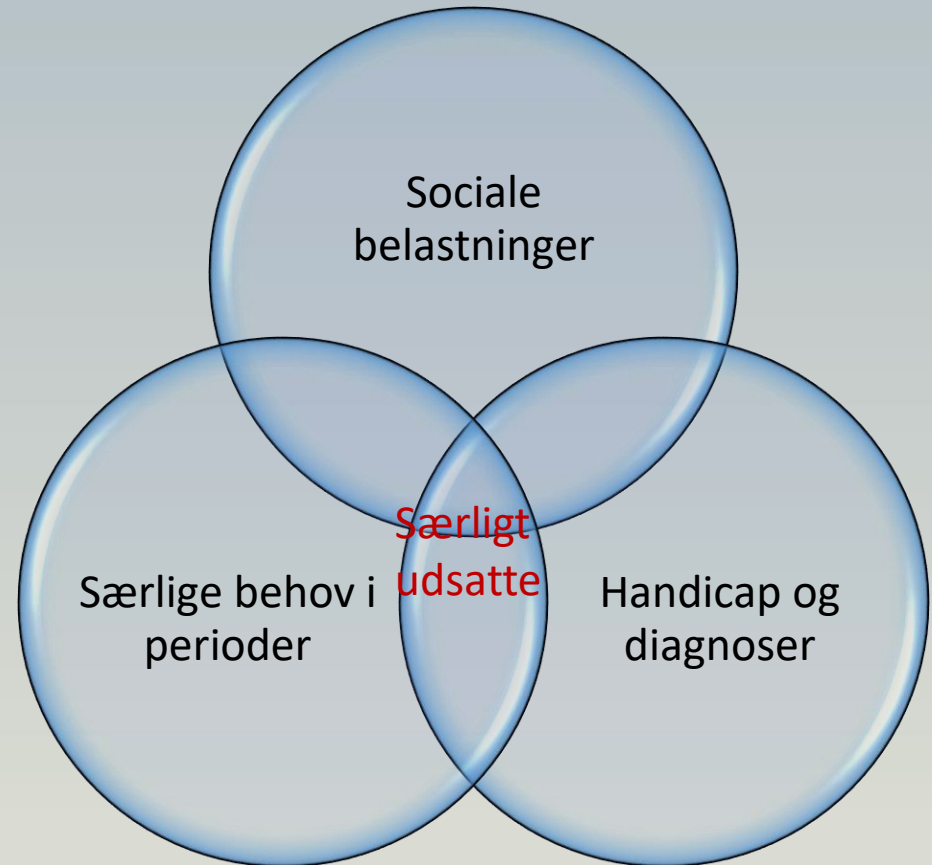 Sociale
belastninger
Særligt
udsatte
Særlige behov i
perioder
Handicap og
diagnoser